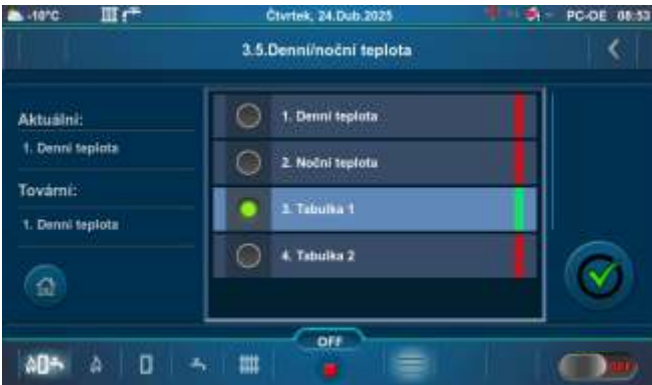 -10°C
Čtvrtek, 24.Dub.2025
PC-OE 08:53
3.5.Denní/noční teplota
Aktuální:
1. Denní teplota
Tovární:
1. Denní teplota
1. Denní teplota
2. Noční teplota
3. Tabulka 1
4. Tabulka 2
OFF
OFF